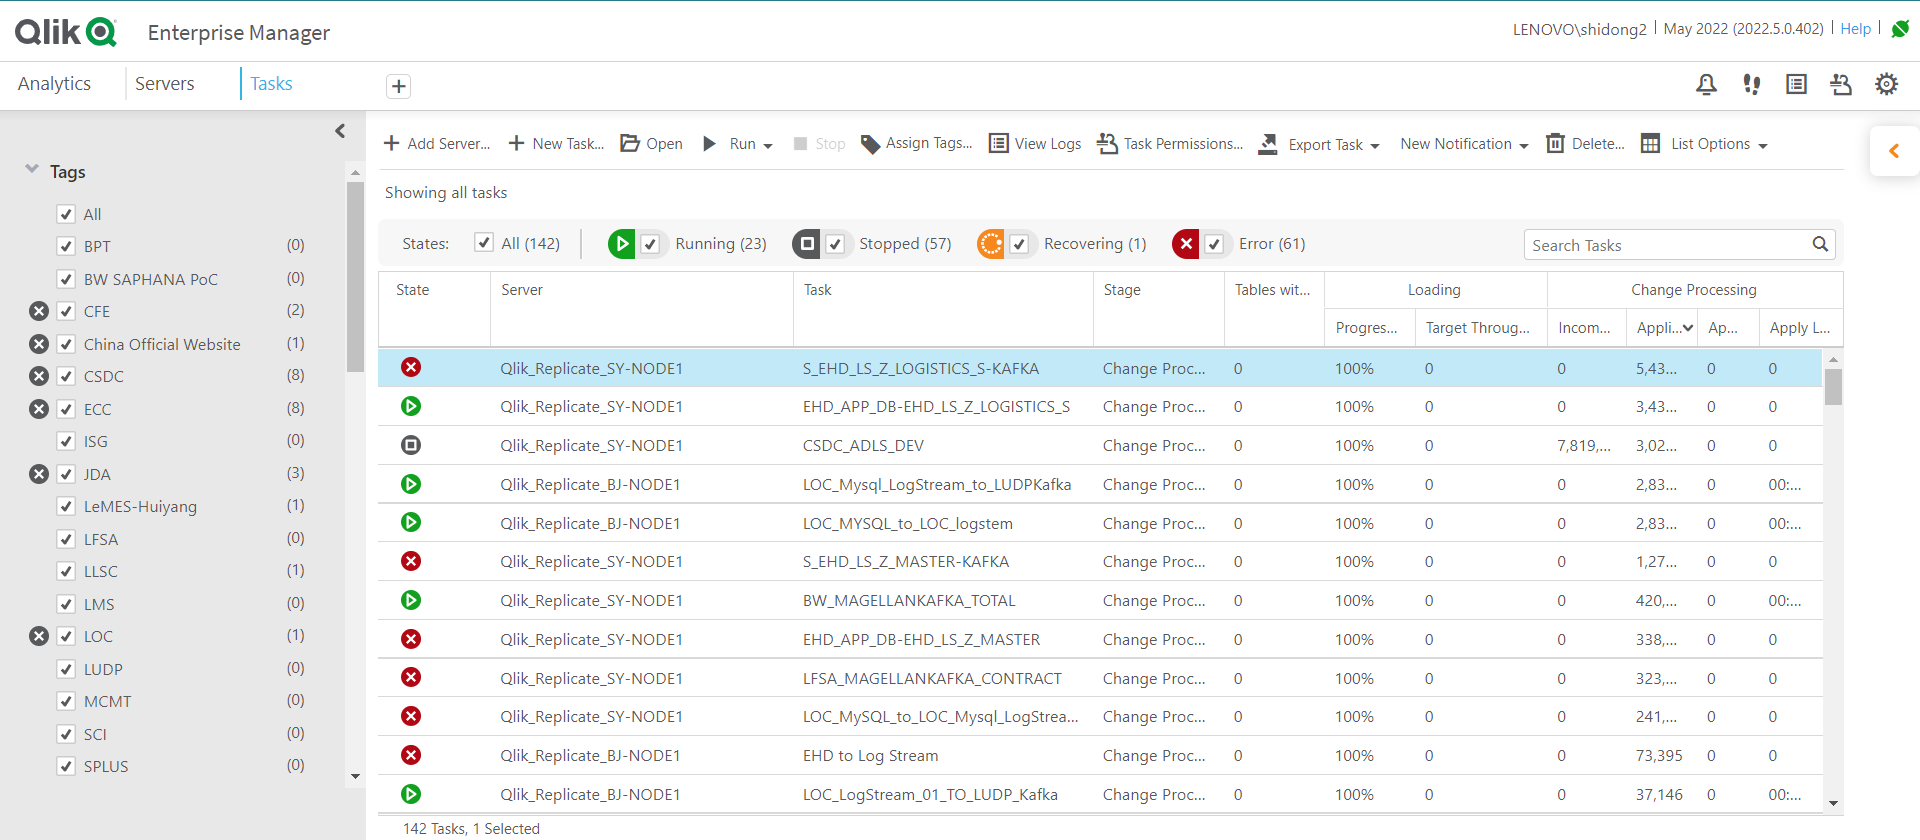 Qlik Enterprise Manager
LENOVO\shidong2 | May 2022 (2022.5.0.402) | Help |
Analytics Servers Tasks
Add Server... New Task... Open Run Stop Assign Tags... View Logs Task Permissions... Export Task New Notification Delete... List Options
Showing all tasks
States: All (142) Running (23) Stopped (57) Recovering (1) Error (61) Search Tasks
Tags
All
BPT (0)
BW SAPHANA PoC (0)
CFE (2)
China Official Website (1)
CSDC (8)
ECC (8)
ISG (0)
JDA (3)
LeMES-Huiyang (1)
LFSA (0)
LLSC (1)
LMS (0)
LOC (1)
LUDP (0)
MCMT (0)
SCI (0)
SPLUS (0)
State Server Task Stage Tables wit... Loading Change Processing
Progres... Target Throug... Incom... Appli... Ap... Apply L...
Qlik_Replicate_SY-NODE1 S_EHD_LS_Z_LOGISTICS_S-KAFKA Change Proc... 0 100% 0 0 5,43... 0 0
Qlik_Replicate_SY-NODE1 EHD_APP_DB-EHD_LS_Z_LOGISTICS_S Change Proc... 0 100% 0 0 3,43... 0 0
Qlik_Replicate_SY-NODE1 CSDC_ADLS_DEV Change Proc... 0 100% 0 7,819,... 3,02... 0 0
Qlik_Replicate_BJ-NODE1 LOC_Mysql_LogStream_to_LUDPKafka Change Proc... 0 100% 0 0 2,83... 0 00:...
Qlik_Replicate_BJ-NODE1 LOC_MYSQL_to_LOC_logstem Change Proc... 0 100% 0 0 2,83... 0 00:...
Qlik_Replicate_SY-NODE1 S_EHD_LS_Z_MASTER-KAFKA Change Proc... 0 100% 0 0 1,27... 0 0
Qlik_Replicate_SY-NODE1 BW_MAGELLANKAFKA_TOTAL Change Proc... 0 100% 0 0 420,... 0 00:...
Qlik_Replicate_SY-NODE1 EHD_APP_DB-EHD_LS_Z_MASTER Change Proc... 0 100% 0 0 338,... 0 0
Qlik_Replicate_SY-NODE1 LFSA_MAGELLANKAFKA_CONTRACT Change Proc... 0 100% 0 0 323,... 0 0
Qlik_Replicate_SY-NODE1 LOC_MySQL_to_LOC_Mysql_LogStrea... Change Proc... 0 100% 0 0 241,... 0 0
Qlik_Replicate_BJ-NODE1 EHD to Log Stream Change Proc... 0 100% 0 0 73,395 0 0
Qlik_Replicate_BJ-NODE1 LOC_LogStream_01_TO_LUDP_Kafka Change Proc... 0 100% 0 0 37,146 0 00:...
142 Tasks, 1 Selected